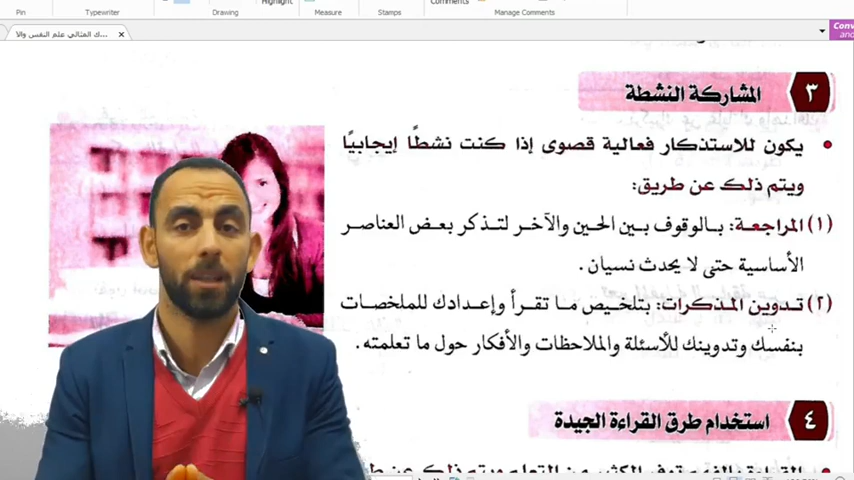 Highlight
Comments
Pin
Typewriter
Drawing
Measure
Stamps
Manage Comments
ك المثالي علم النفس والا...
Conv
and
٣ المشاركة النشطة
يكون للاستذكار فعالية قصوى إذا كنت نشطًا إيجابيًا
ويتم ذلك عن طريق:
(١) المراجعة: بالوقوف بين الحين والآخر لتذكر بعض العناصر
الأساسية حتى لا يحدث نسيان .
(٢) تدوين المذكرات: بتلخيص ما تقرأ وإعدادك للملخصات
بنفسك وتدوينك للأسئلة والملاحظات والأفكار حول ما تعلمته .
٤ استخدام طرق القراءة الجيدة